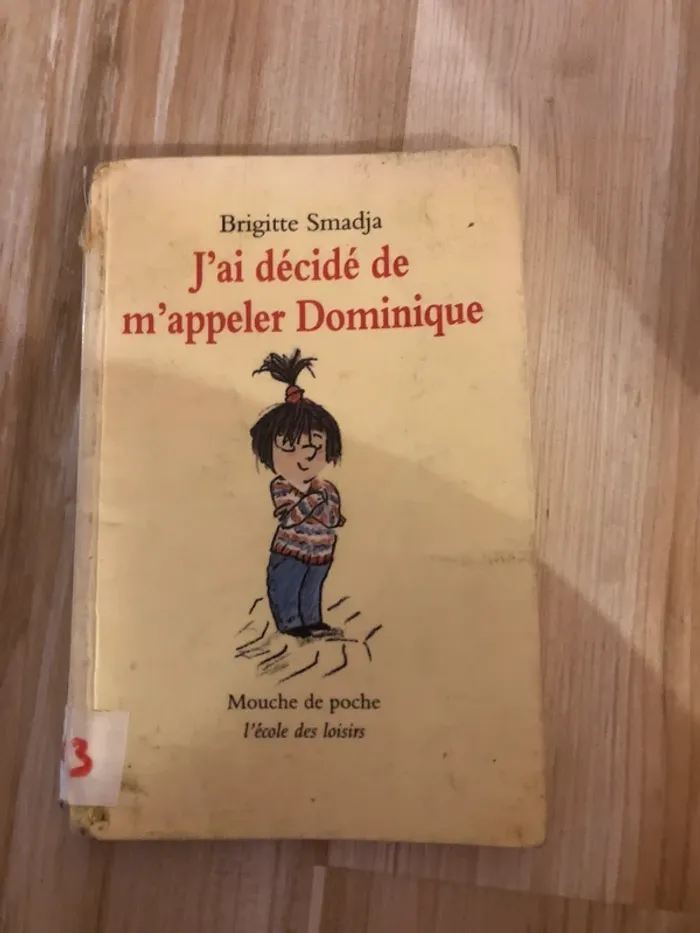 Brigitte Smadja
J'ai décidé de
m'appeler Dominique
Mouche de poche
l'école des loisirs
3